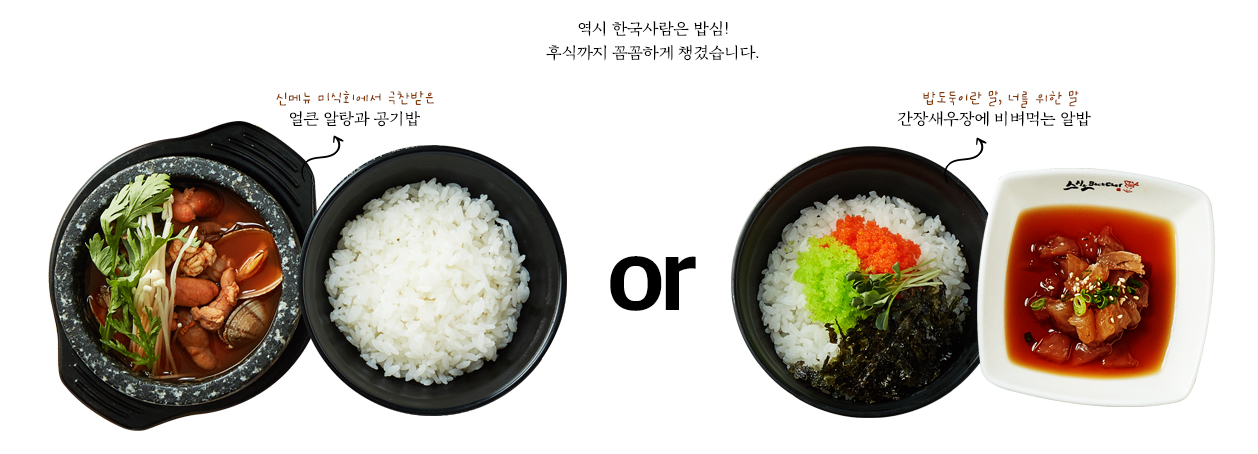 역시 한국사람은 밥심!
후식까지 꼼꼼하게 챙겼습니다.
신메뉴 미식회에서 극찬받은
얼큰 알탕과 공기밥
밥도둑이란 말, 너를 위한 말
간장새우장에 비벼먹는 알밥
or